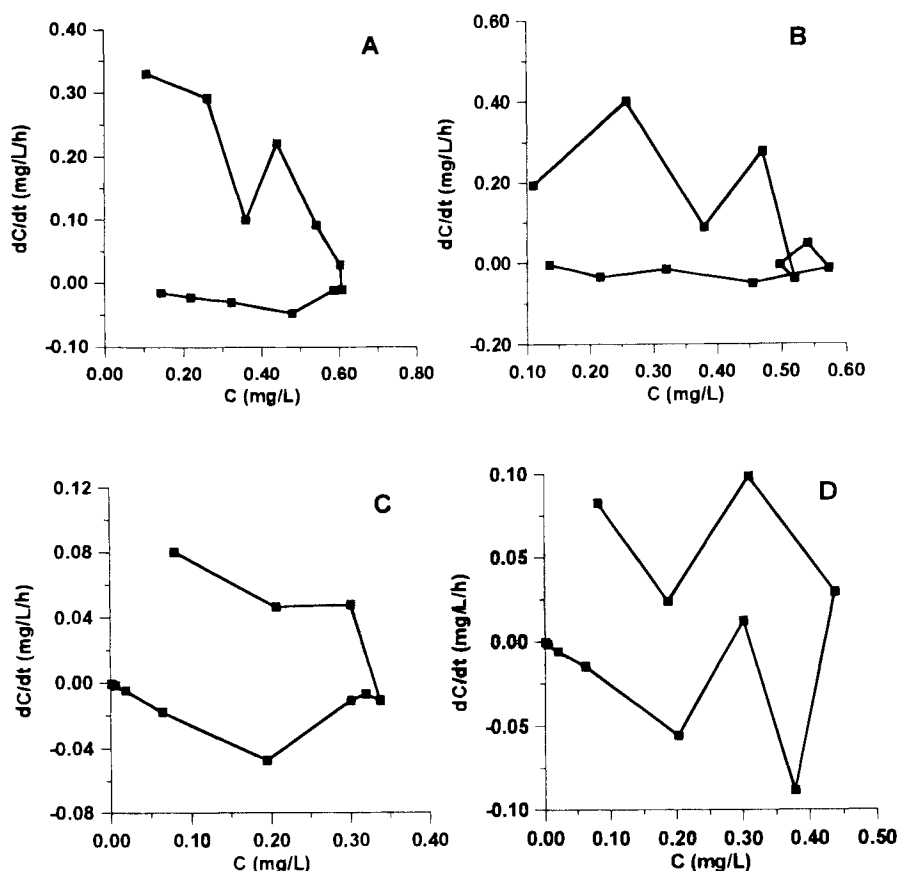 A
dC/dt (mg/L/h)
0.40
0.30
0.20
0.10
0.00
-0.10
0.00 0.20 0.40 0.60 0.80
C (mg/L)
B
dC/dt (mg/L/h)
0.60
0.40
0.20
0.00
-0.20
0.10 0.20 0.30 0.40 0.50 0.60
C (mg/L)
C
dC/dt (mg/L/h)
0.12
0.08
0.04
0.00
-0.04
-0.08
0.00 0.10 0.20 0.30 0.40
C (mg/L)
D
dC/dt (mg/L/h)
0.10
0.05
0.00
-0.05
-0.10
0.00 0.10 0.20 0.30 0.40 0.50
C (mg/L)